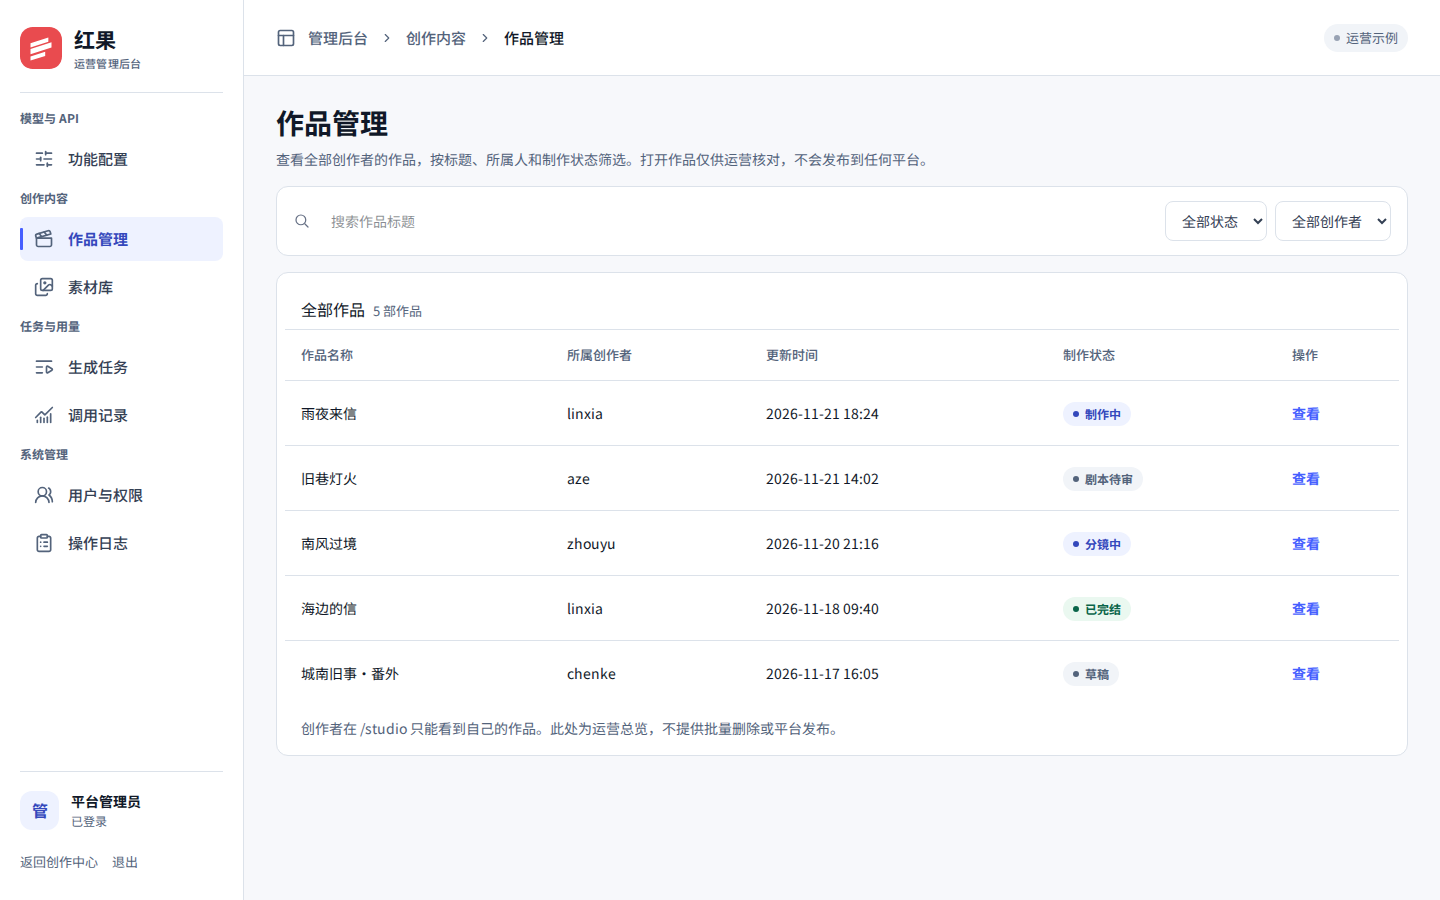 红果
运营管理后台
模型与 API
功能配置
创作内容
作品管理
素材库
任务与用量
生成任务
调用记录
系统管理
用户与权限
操作日志
管
平台管理员
已登录
返回创作中心 退出
管理后台 > 创作内容 > 作品管理
运营示例
作品管理
查看全部创作者的作品，按标题、所属人和制作状态筛选。打开作品仅供运营核对，不会发布到任何平台。
搜索作品标题 全部状态 全部创作者
全部作品 5 部作品
作品名称 所属创作者 更新时间 制作状态 操作
雨夜来信 linxia 2026-11-21 18:24 制作中 查看
旧巷灯火 aze 2026-11-21 14:02 剧本待审 查看
南风过境 zhouyu 2026-11-20 21:16 分镜中 查看
海边的信 linxia 2026-11-18 09:40 已完结 查看
城南旧事・番外 chenke 2026-11-17 16:05 草稿 查看
创作者在 /studio 只能看到自己的作品。此处为运营总览，不提供批量删除或平台发布。